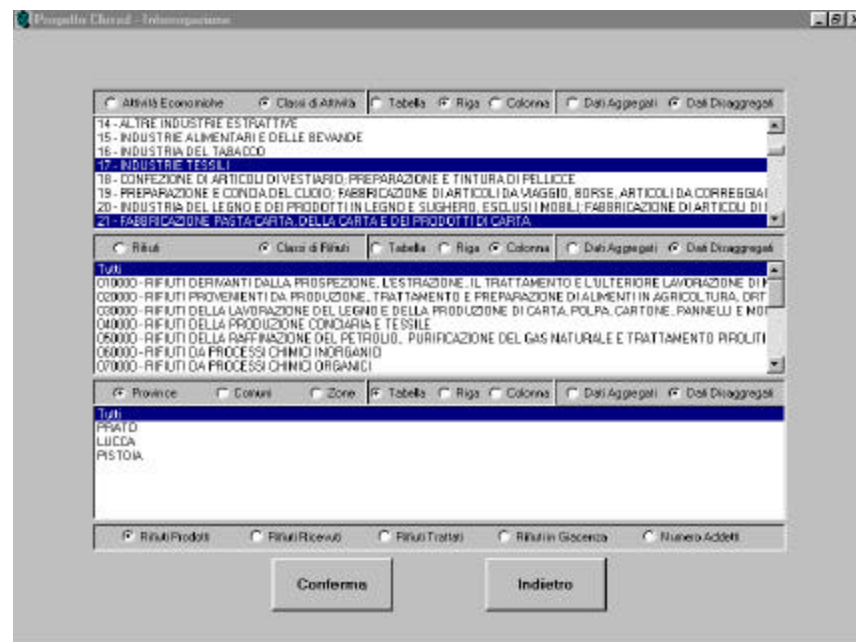 Progetto Closed - Interrogazione
Attività Economiche Classi di Attività Tabella Riga Colonna Dati Aggregati Dati Disaggregati
14 - ALTRE INDUSTRIE ESTRATTIVE
15 - INDUSTRIE ALIMENTARI E DELLE BEVANDE
16 - INDUSTRIA DEL TABACCO
17 - INDUSTRIE TESSILI
18 - CONFEZIONE DI ARTICOLI DI VESTIARIO; PREPARAZIONE E TINTURA DI PELLICCE
19 - PREPARAZIONE E CONCIA DEL CUOIO; FABBRICAZIONE DI ARTICOLI DA VIAGGIO, BORSE, ARTICOLI DA CORREGGIAI
20 - INDUSTRIA DEL LEGNO E DEI PRODOTTI IN LEGNO E SUGHERO, ESCLUSI I MOBILI; FABBRICAZIONE DI ARTICOLI DI
21 - FABBRICAZIONE PASTA-CARTA, DELLA CARTA E DEI PRODOTTI DI CARTA
Rifiuti Classi di Rifiuti Tabella Riga Colonna Dati Aggregati Dati Disaggregati
Tutti
010000 - RIFIUTI DERIVANTI DALLA PROSPEZIONE, L'ESTRAZIONE, IL TRATTAMENTO E L'ULTERIORE LAVORAZIONE DI
020000 - RIFIUTI PROVENIENTI DA PRODUZIONE, TRATTAMENTO E PREPARAZIONE DI ALIMENTI IN AGRICOLTURA, ORT
030000 - RIFIUTI DELLA LAVORAZIONE DEL LEGNO E DELLA PRODUZIONE DI CARTA, POLPA, CARTONE, PANNELLI E MO
040000 - RIFIUTI DELLA PRODUZIONE CONCIARIA E TESSILE
050000 - RIFIUTI DELLA RAFFINAZIONE DEL PETROLIO, PURIFICAZIONE DEL GAS NATURALE E TRATTAMENTO PIROLITI
060000 - RIFIUTI DA PROCESSI CHIMICI INORGANICI
070000 - RIFIUTI DA PROCESSI CHIMICI ORGANICI
Province Comuni Zone Tabella Riga Colonna Dati Aggregati Dati Disaggregati
Tutti
PRATO
LUCCA
PISTOIA
Rifiuti Prodotti Rifiuti Ricevuti Rifiuti Trattati Rifiuti in Giacenza Numero Addetti
Conferma Indietro